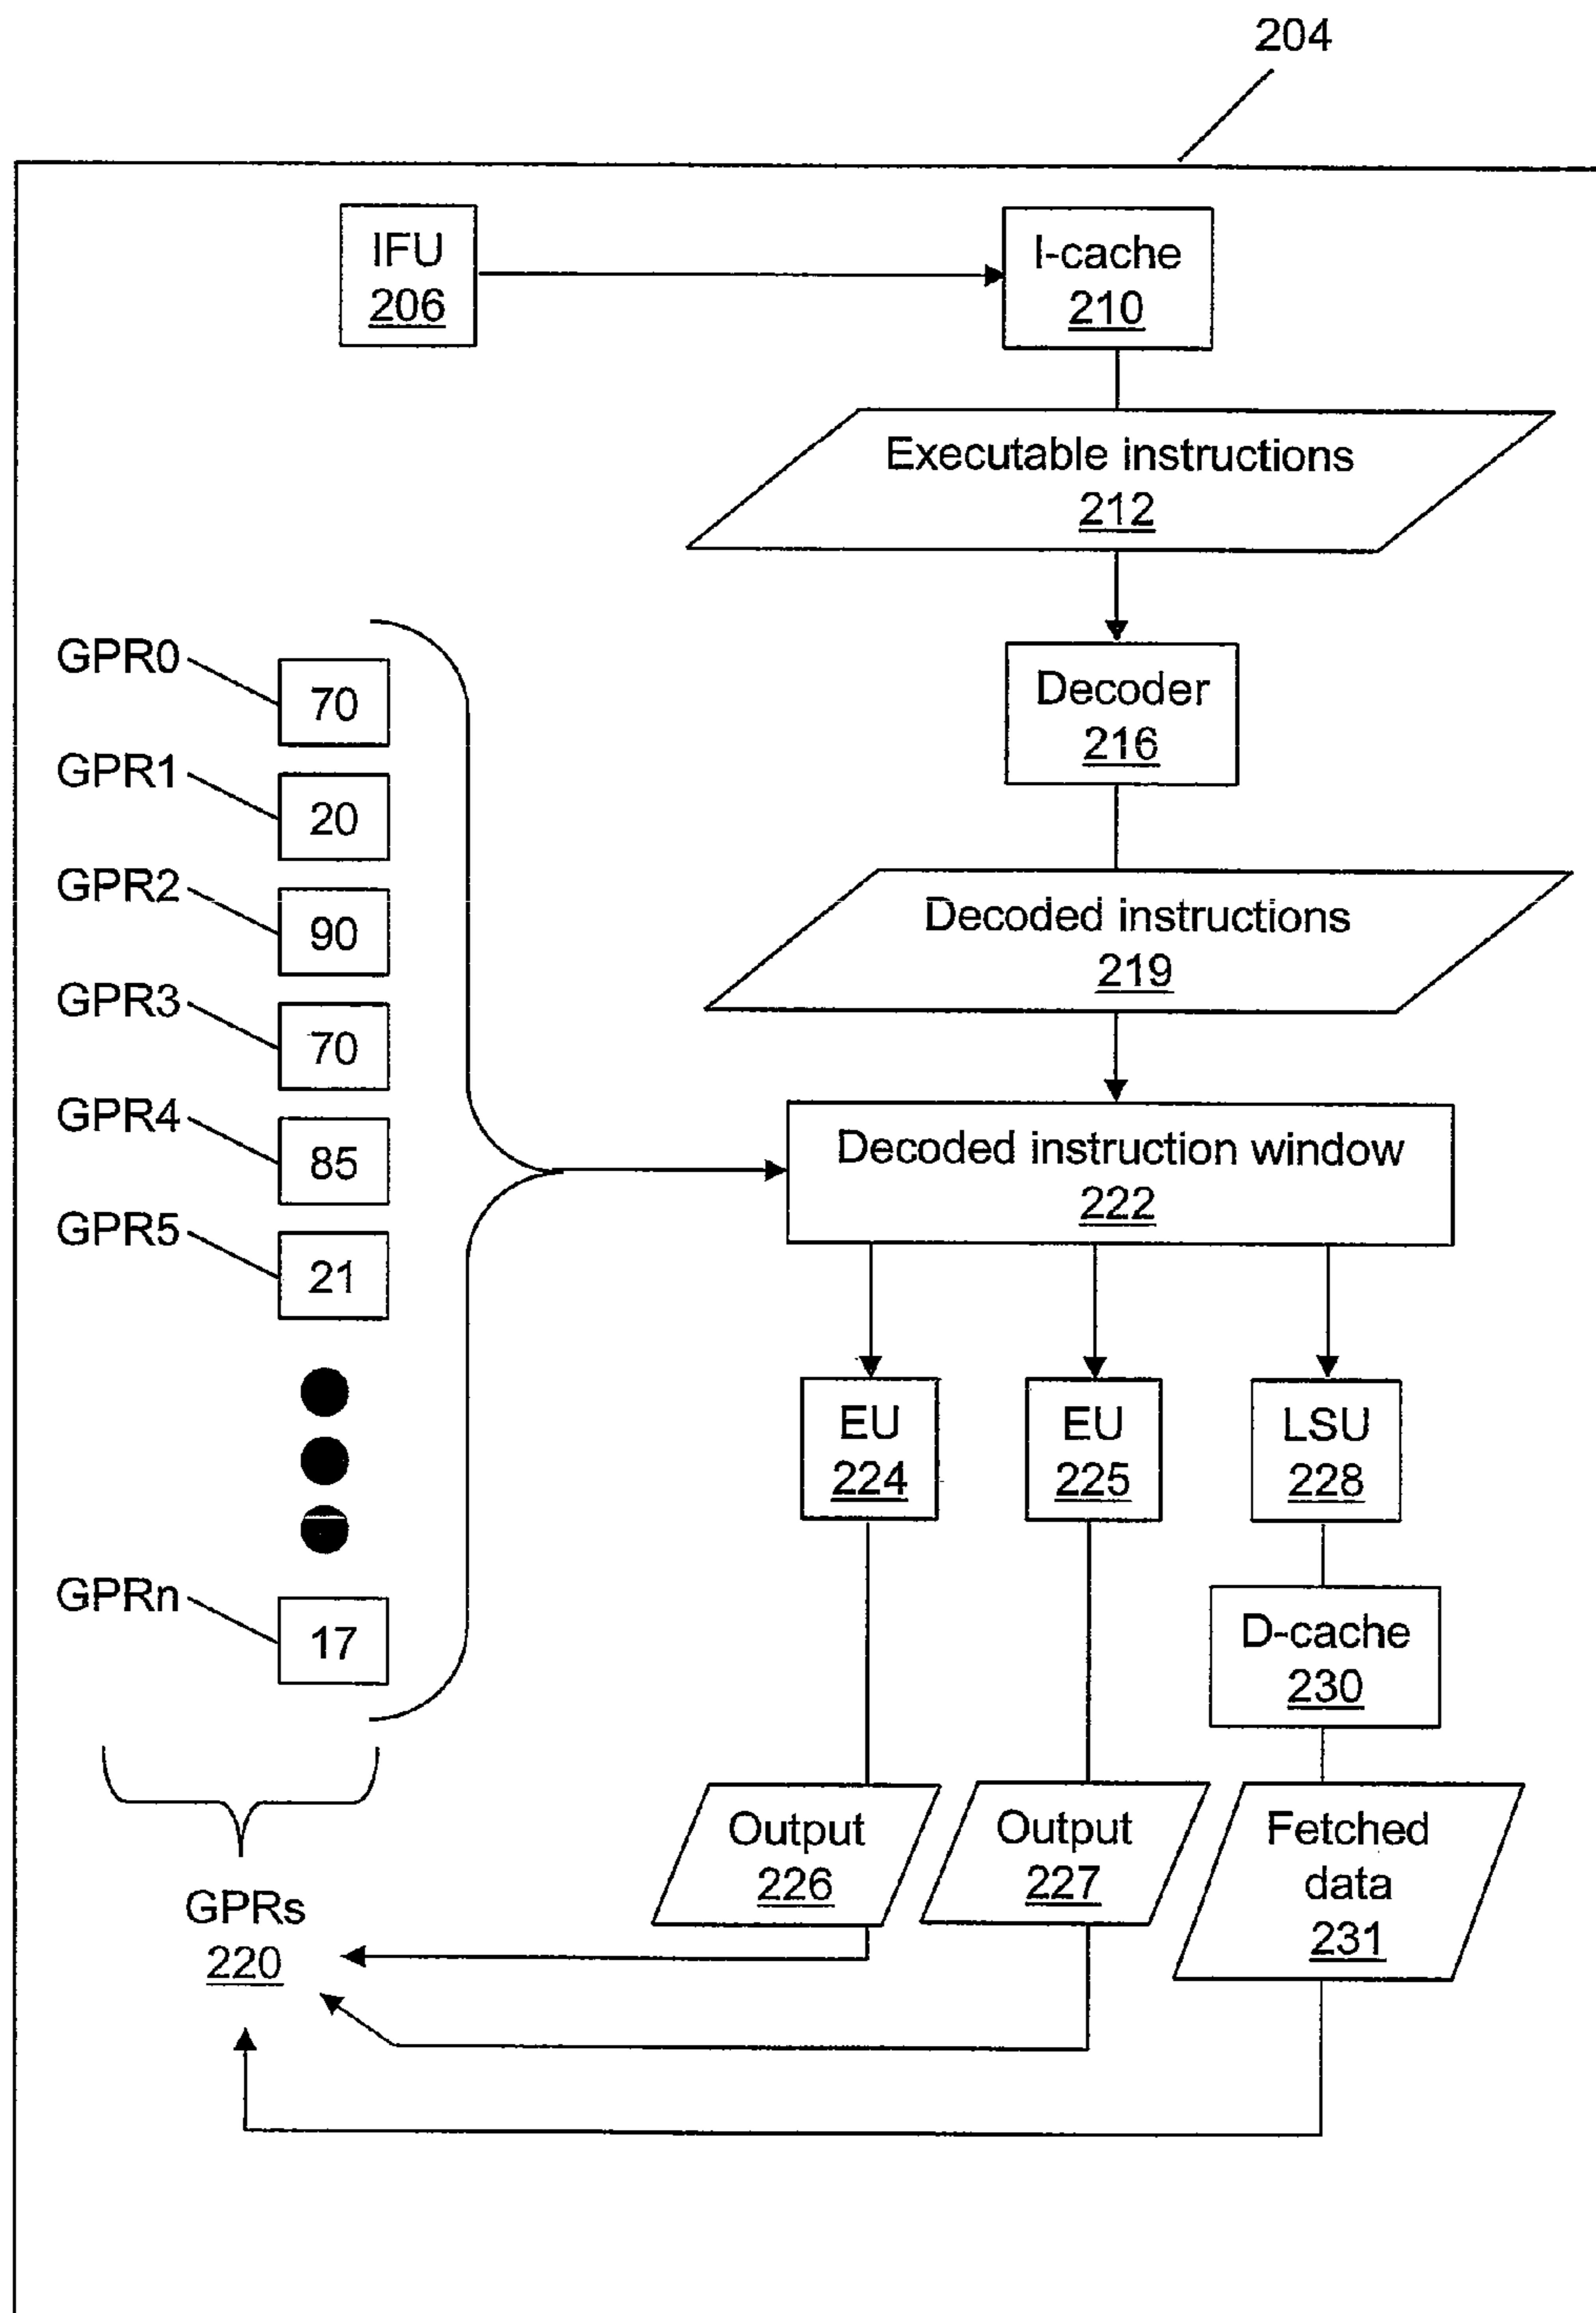 204
IFU
206
I-cache
210
Executable instructions
212
Decoder
216
Decoded instructions
219
GPR0
70
GPR1
20
GPR2
90
GPR3
70
GPR4
85
GPR5
21
GPRn
17
GPRs
220
Decoded instruction window
222
EU
224
EU
225
LSU
228
D-cache
230
Output
226
Output
227
Fetched
data
231